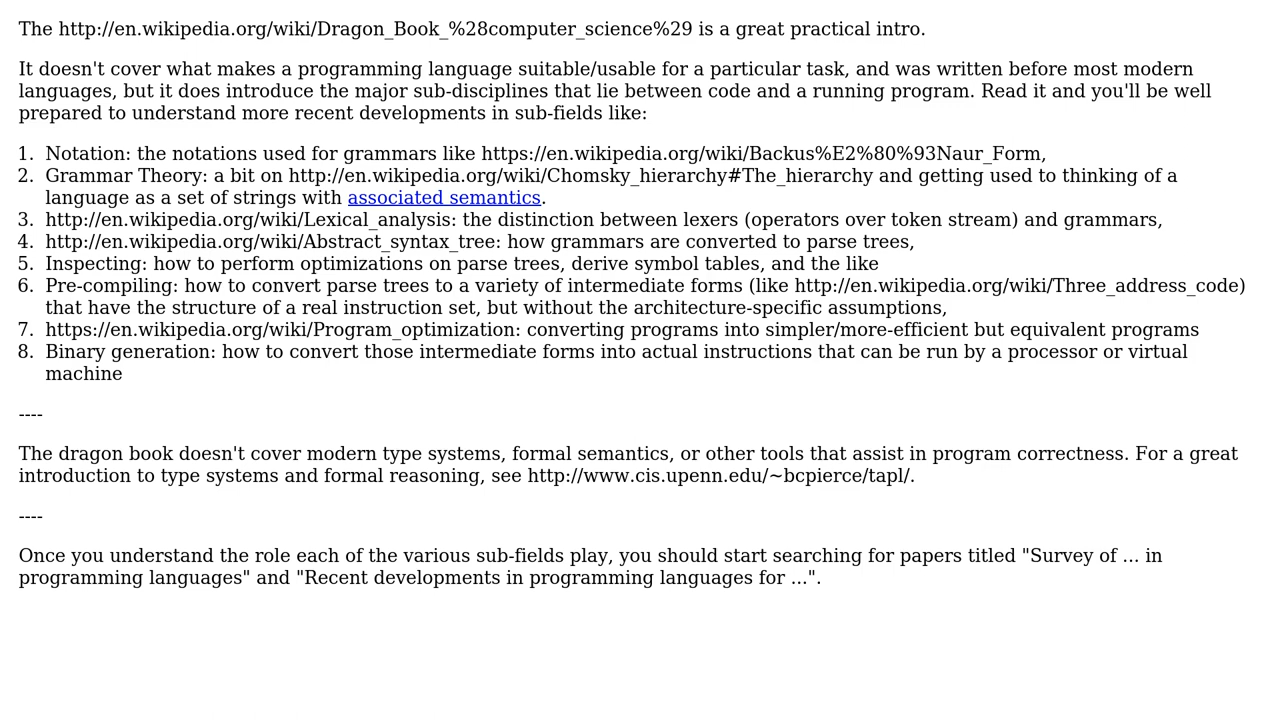 The http://en.wikipedia.org/wiki/Dragon_Book_%28computer_science%29 is a great practical intro.
It doesn't cover what makes a programming language suitable/usable for a particular task, and was written before most modern
languages, but it does introduce the major sub-disciplines that lie between code and a running program. Read it and you'll be well
prepared to understand more recent developments in sub-fields like:
1. Notation: the notations used for grammars like https://en.wikipedia.org/wiki/Backus%E2%80%93Naur_Form,
2. Grammar Theory: a bit on http://en.wikipedia.org/wiki/Chomsky_hierarchy#The_hierarchy and getting used to thinking of a
language as a set of strings with associated semantics.
3. http://en.wikipedia.org/wiki/Lexical_analysis: the distinction between lexers (operators over token stream) and grammars,
4. http://en.wikipedia.org/wiki/Abstract_syntax_tree: how grammars are converted to parse trees,
5. Inspecting: how to perform optimizations on parse trees, derive symbol tables, and the like
6. Pre-compiling: how to convert parse trees to a variety of intermediate forms (like http://en.wikipedia.org/wiki/Three_address_code)
that have the structure of a real instruction set, but without the architecture-specific assumptions,
7. https://en.wikipedia.org/wiki/Program_optimization: converting programs into simpler/more-efficient but equivalent programs
8. Binary generation: how to convert those intermediate forms into actual instructions that can be run by a processor or virtual
machine
----
The dragon book doesn't cover modern type systems, formal semantics, or other tools that assist in program correctness. For a great
introduction to type systems and formal reasoning, see http://www.cis.upenn.edu/~bcpierce/tapl/.
----
Once you understand the role each of the various sub-fields play, you should start searching for papers titled "Survey of ... in
programming languages" and "Recent developments in programming languages for ...".